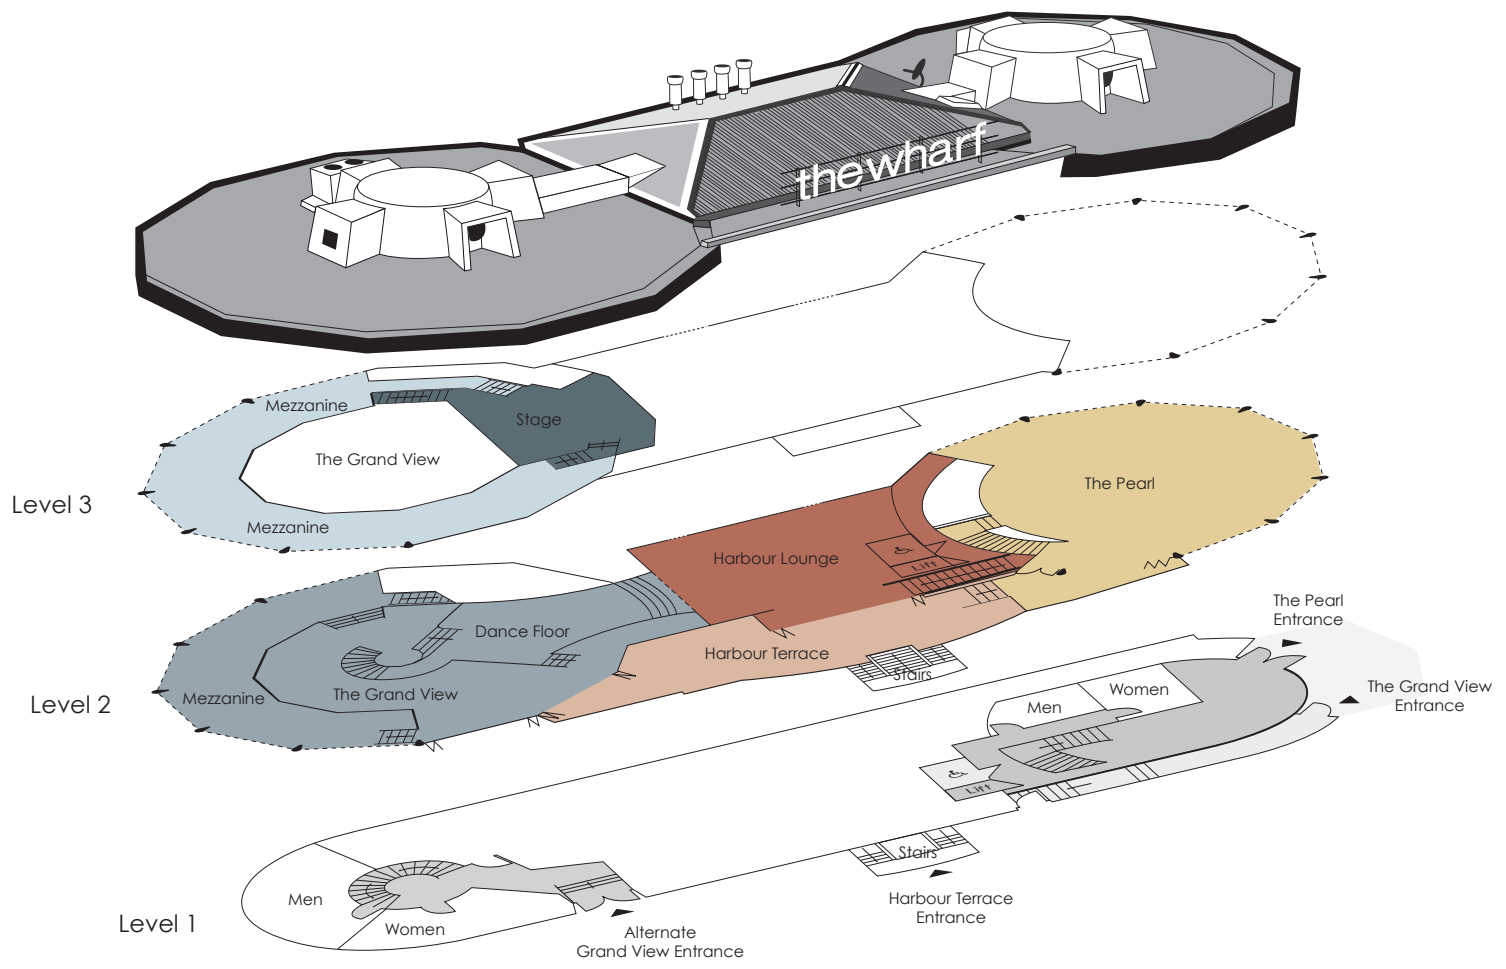 thewharf
Mezzanine
Stage
The Grand View
Level 3
Mezzanine
The Pearl
Harbour Lounge
Lift
Dance Floor
Harbour Terrace
Stairs
Level 2
Mezzanine
The Grand View
The Pearl
Entrance
The Grand View
Entrance
Women
Men
Lift
Stairs
Harbour Terrace
Entrance
Level 1
Men
Women
Alternate
Grand View Entrance